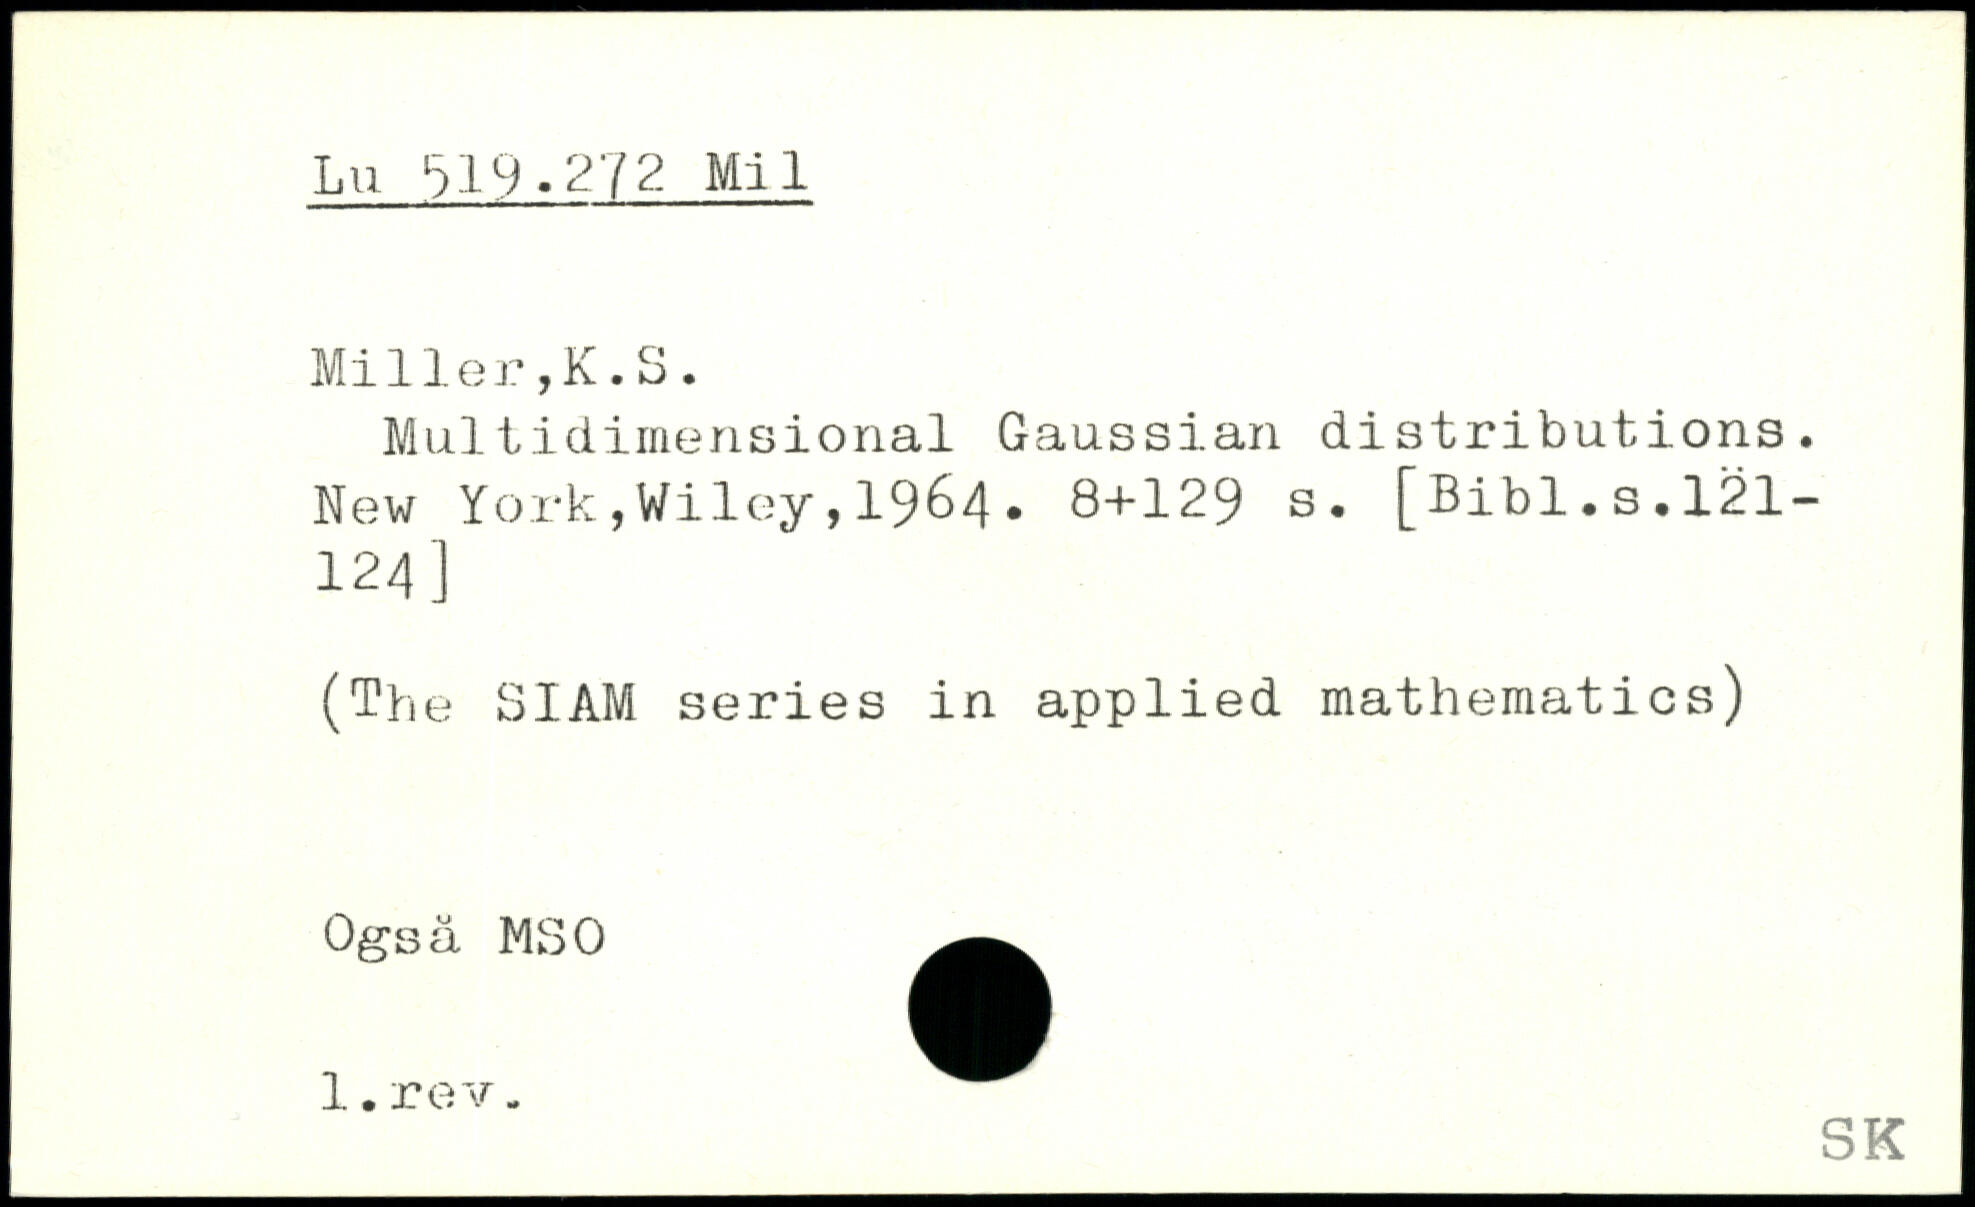 Lu 519.272 Mil
Miller,K.S.
Multidimensional Gaussian distributions.
New York,Wiley,1964. 8+129 s. [Bibl.s.121-
124]
(The SIAM series in applied mathematics)
Også MSO
1.rev.
SK